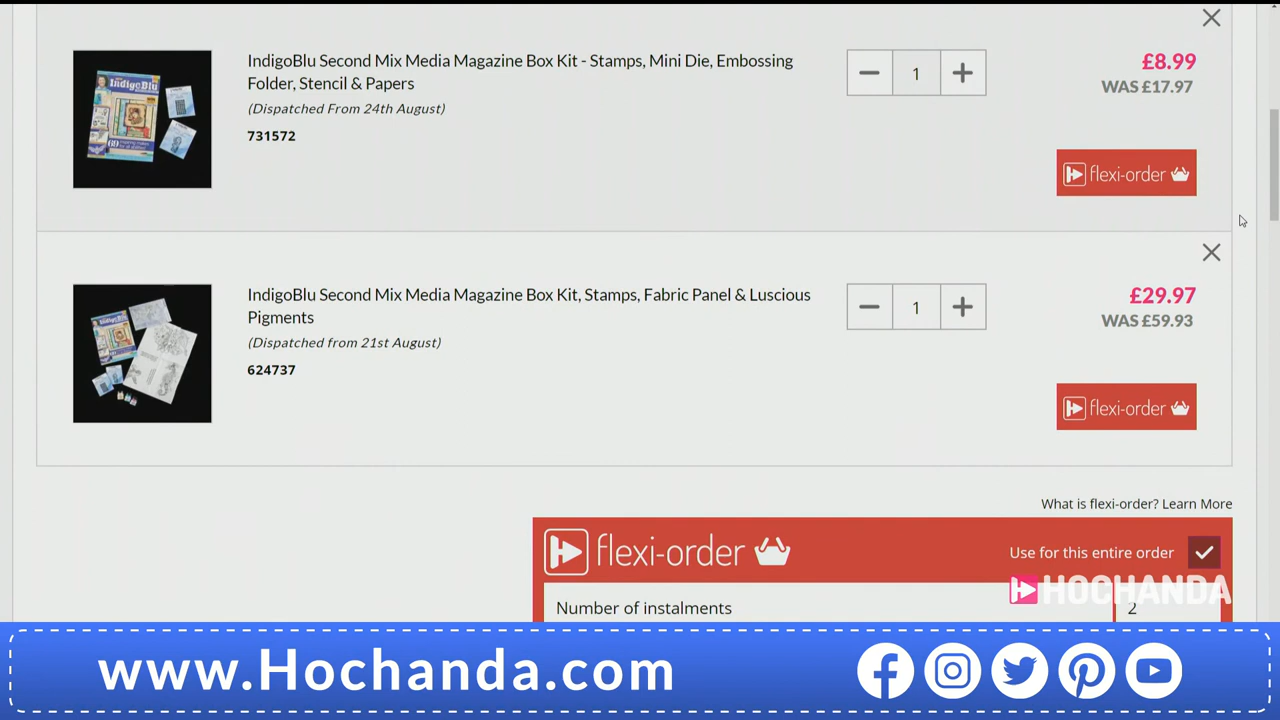 IndigoBlu Second Mix Media Magazine Box Kit - Stamps, Mini Die, Embossing
Folder, Stencil & Papers
(Dispatched From 24th August)
731572
1
£8.99
WAS £17.97
flexi-order
IndigoBlu Second Mix Media Magazine Box Kit, Stamps, Fabric Panel & Luscious
Pigments
(Dispatched from 21st August)
624737
1
£29.97
WAS £59.93
flexi-order
What is flexi-order? Learn More
flexi-order
Use for this entire order
HOCHANDA
Number of instalments
2
www.Hochanda.com
IndigoBlu
IndigoBlu